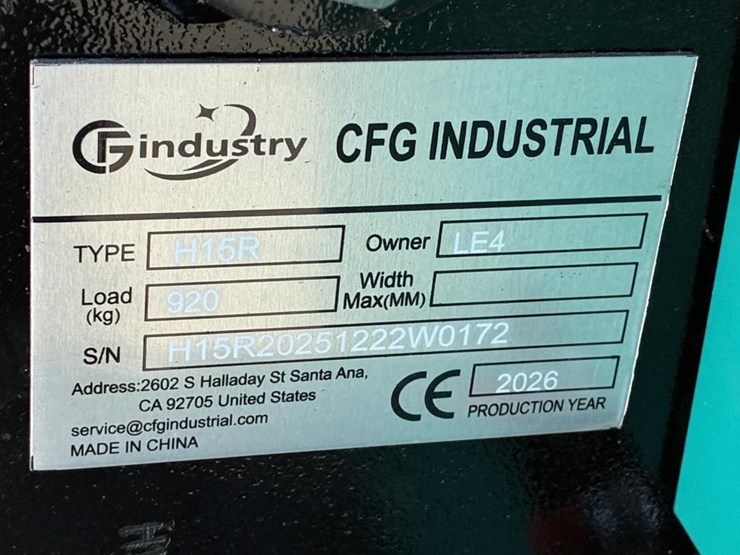 CFindustry CFG INDUSTRIAL
TYPE H15R Owner LE4
Load (kg) 920 Width Max(MM)
S/N H15R20251222W0172
Address:2602 S Halladay St Santa Ana,
CA 92705 United States
service@cfgindustrial.com
MADE IN CHINA
CE 2026
PRODUCTION YEAR